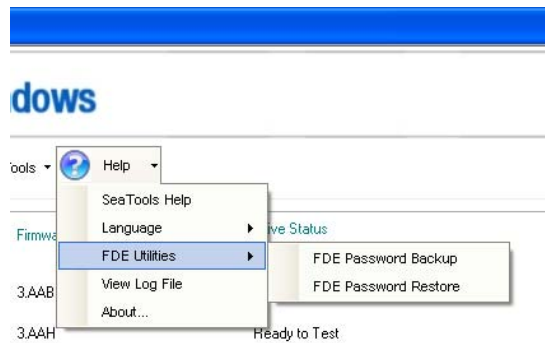 dows
ools Help
SeaTools Help
Firmwa Language ive Status
FDE Utilities FDE Password Backup
3.AAB View Log File FDE Password Restore
About...
3.AAH Ready to Test